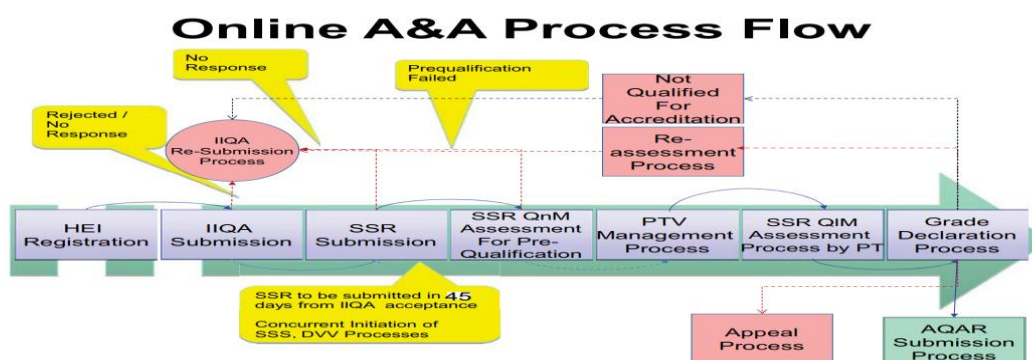 Online A&A Process Flow
No
Response
Prequalification
Failed
Not
Qualified
For
Accreditation
Rejected /
No
Response
IIQA
Re-Submission
Process
Re-
assessment
Process
HEI
Registration
IIQA
Submission
SSR
Submission
SSR QnM
Assessment
For Pre-
Qualification
PTV
Management
Process
SSR QlM
Assessment
Process by PT
Grade
Declaration
Process
SSR to be submitted in 45
days from IIQA acceptance
Concurrent Initiation of
SSS, DVV Processes
Appeal
Process
AQAR
Submission
Process